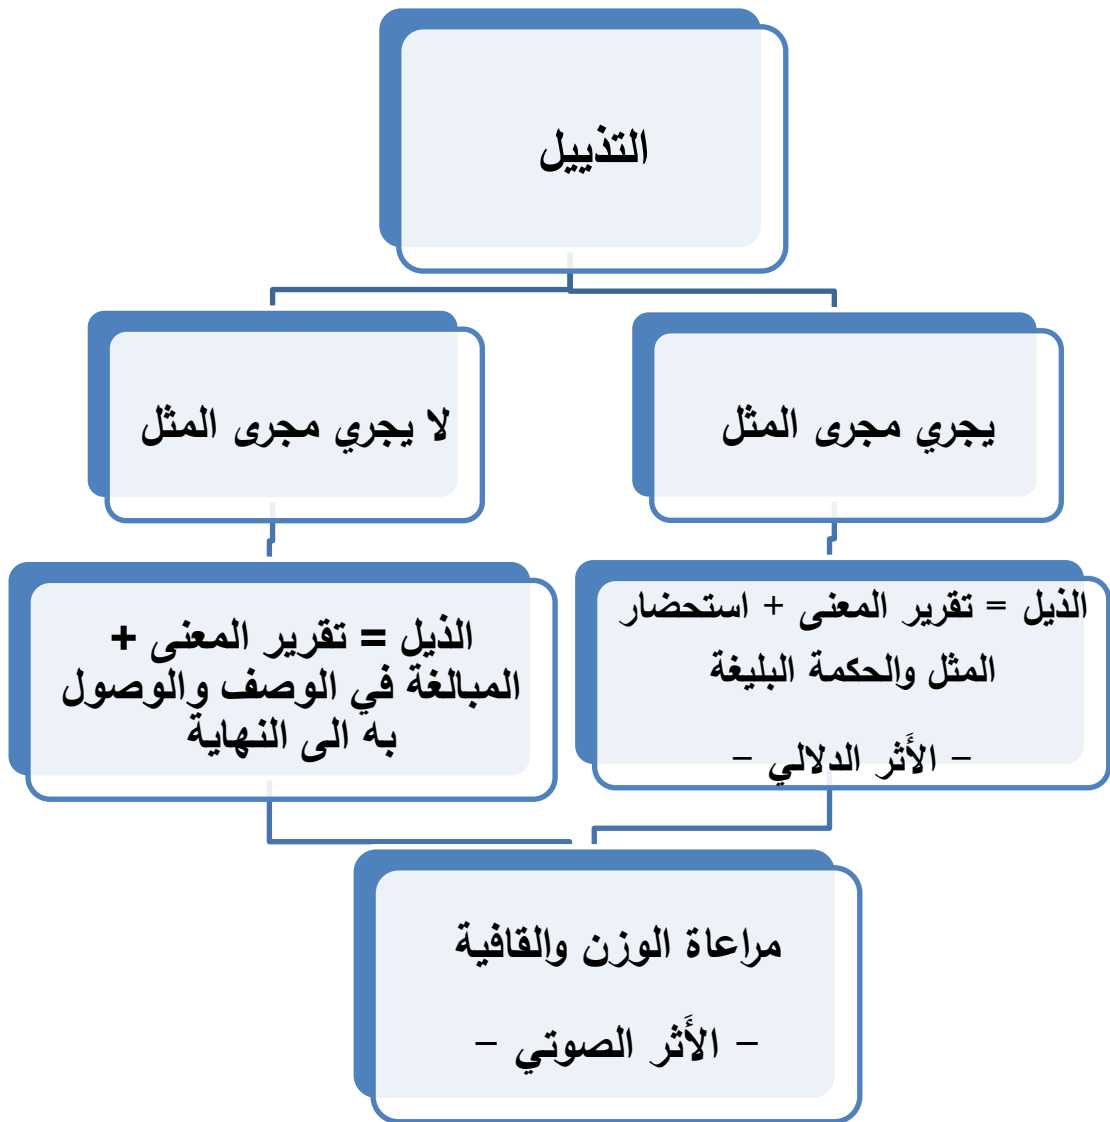 التذييل
يجري مجرى المثل
لا يجري مجرى المثل
الذيل = تقرير المعنى + استحضار
المثل والحكمة البليغة
– الأَثر الدلالي –
الذيل = تقرير المعنى +
المبالغة في الوصف والوصول
به الى النهاية
مراعاة الوزن والقافية
– الأَثر الصوتي –